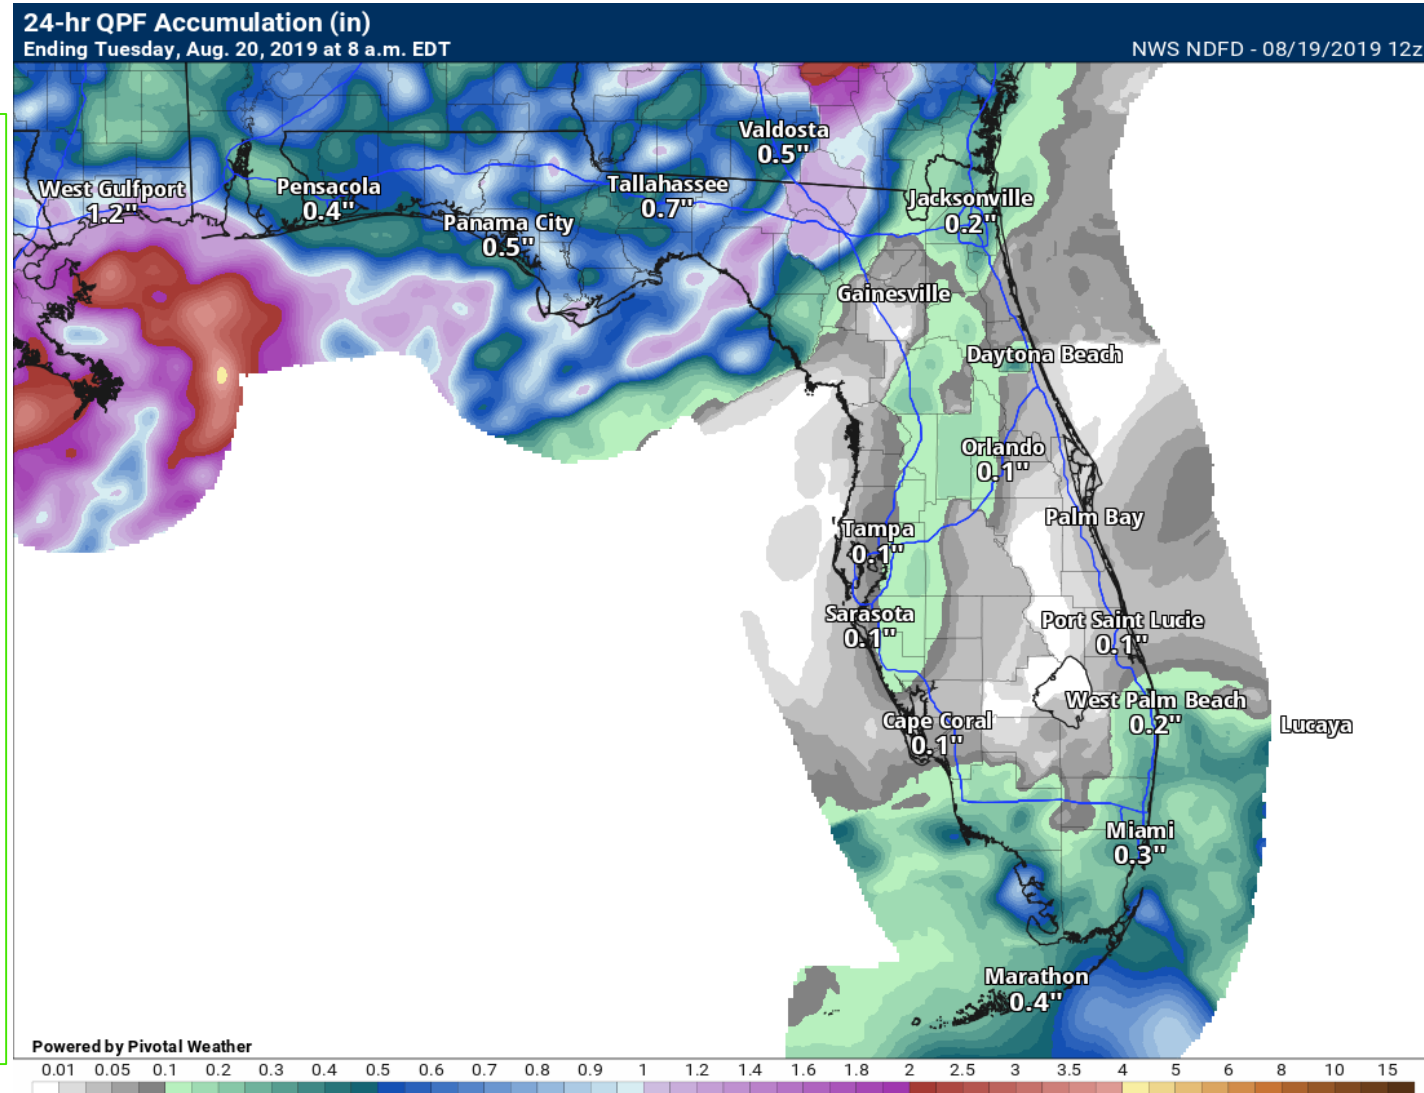 24-hr QPF Accumulation (in)
Ending Tuesday, Aug. 20, 2019 at 8 a.m. EDT
NWS NDFD - 08/19/2019 12z
Valdosta
0.5"
West Gulfport
1.2"
Pensacola
0.4"
Tallahassee
0.7"
Jacksonville
0.2"
Panama City
0.5"
Gainesville
Daytona Beach
Orlando
0.1"
Palm Bay
Tampa
0.1"
Sarasota
0.1"
Port Saint Lucie
0.1"
West Palm Beach
0.2"
Cape Coral
0.1"
Lucaya
Miami
0.3"
Marathon
0.4"
Powered by Pivotal Weather
0.01 0.05 0.1 0.2 0.3 0.4 0.5 0.6 0.7 0.8 0.9 1 1.2 1.4 1.6 1.8 2 2.5 3 3.5 4 5 6 8 10 15